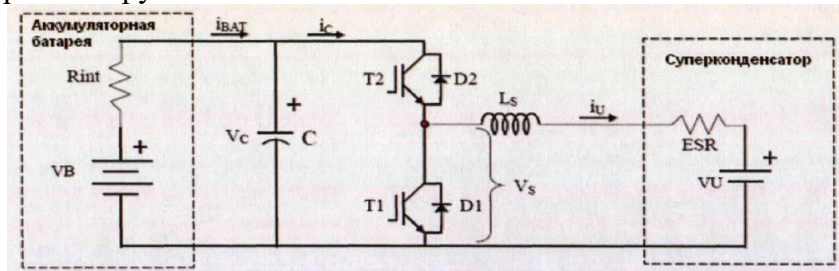 Аккумуляторная
батарея
iBAT
iC
Суперконденсатор
Rint
T2
D2
LS
iU
ESR
VC
C
VB
VU
T1
D1
VS